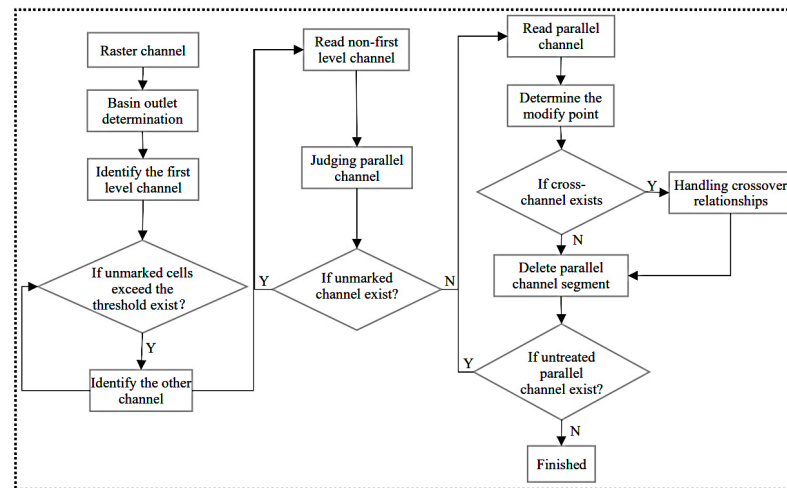 Raster channel
Basin outlet
determination
Identify the first
level channel
If unmarked cells
exceed the
threshold exist?
Y
Identify the other
channel
Read non-first
level channel
Judging parallel
channel
Y
If unmarked
channel exist?
N
Read parallel
channel
Determine the
modify point
If cross-
channel exists
Y
Handling crossover
relationships
N
Delete parallel
channel segment
Y
If untreated
parallel
channel exist?
N
Finished